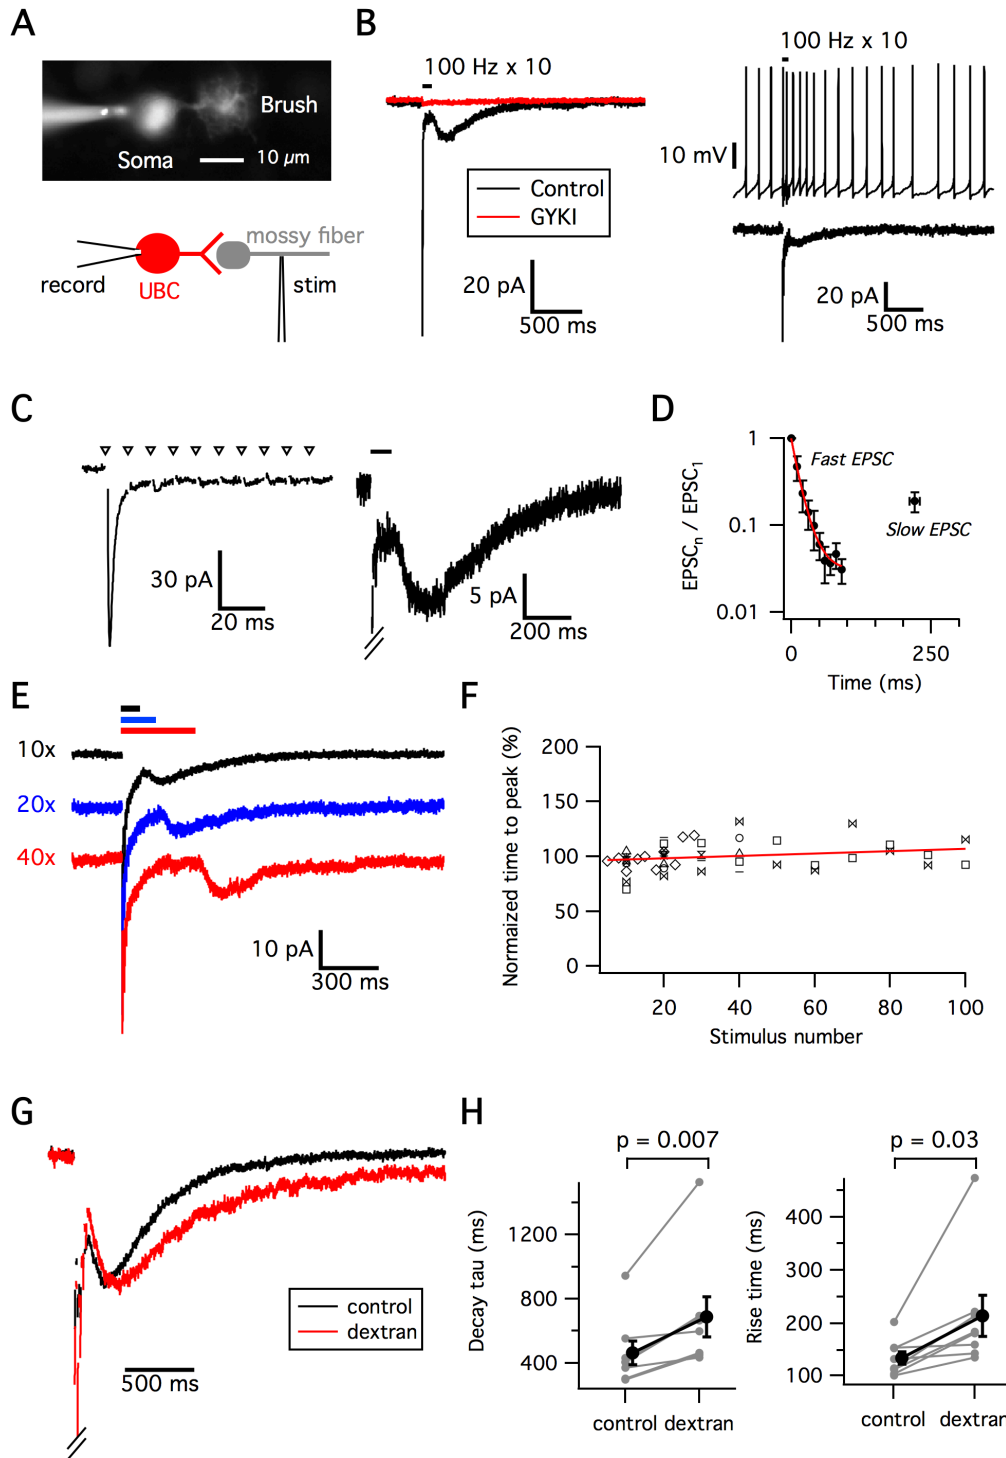 A
Brush
Soma
10 µm
mossy fiber
record
UBC
stim
B
100 Hz x 10
Control
GYKI
20 pA
500 ms
100 Hz x 10
10 mV
20 pA
500 ms
C
30 pA
20 ms
5 pA
200 ms
D
EPSCn / EPSC1
1
0.1
0.01
Fast EPSC
Slow EPSC
0
250
Time (ms)
E
10x
20x
40x
10 pA
300 ms
F
Normaized time to peak (%)
200
150
100
50
0
20
40
60
80
100
Stimulus number
G
control
dextran
500 ms
H
p = 0.007
Decay tau (ms)
1200
800
400
control dextran
p = 0.03
Rise time (ms)
400
300
200
100
control dextran